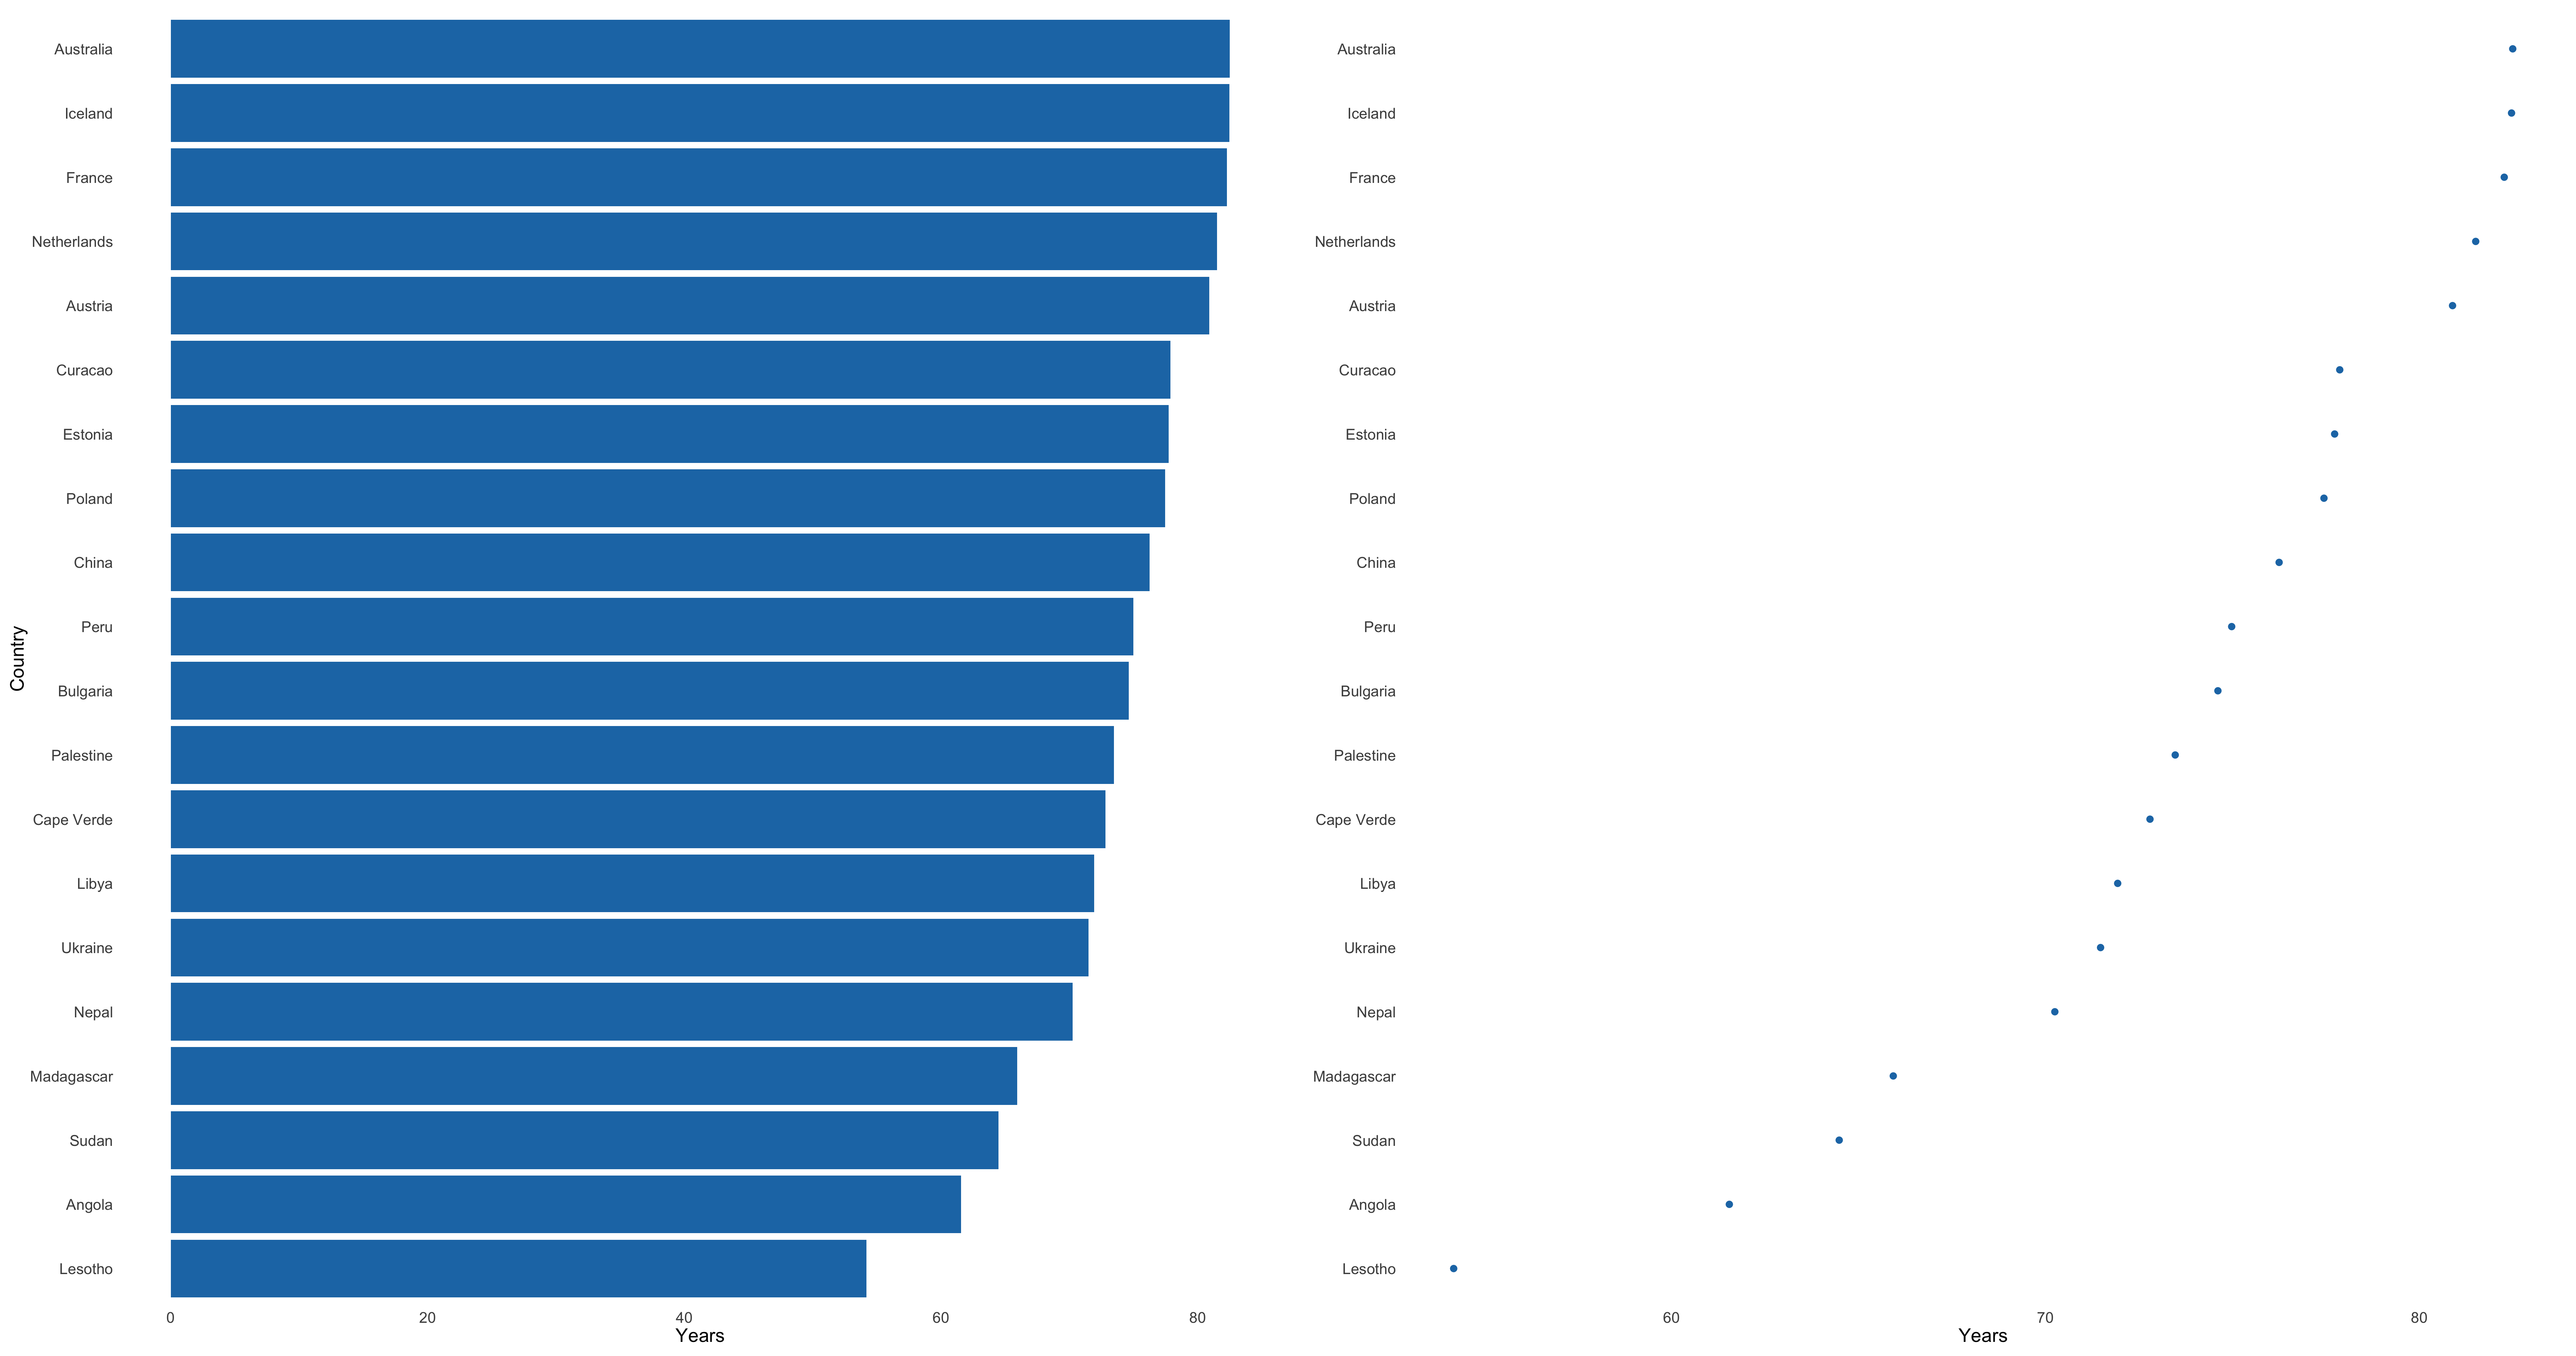 Country
Australia
Iceland
France
Netherlands
Austria
Curacao
Estonia
Poland
China
Peru
Bulgaria
Palestine
Cape Verde
Libya
Ukraine
Nepal
Madagascar
Sudan
Angola
Lesotho
0 20 40 60 80
Years
Australia
Iceland
France
Netherlands
Austria
Curacao
Estonia
Poland
China
Peru
Bulgaria
Palestine
Cape Verde
Libya
Ukraine
Nepal
Madagascar
Sudan
Angola
Lesotho
60 70 80
Years